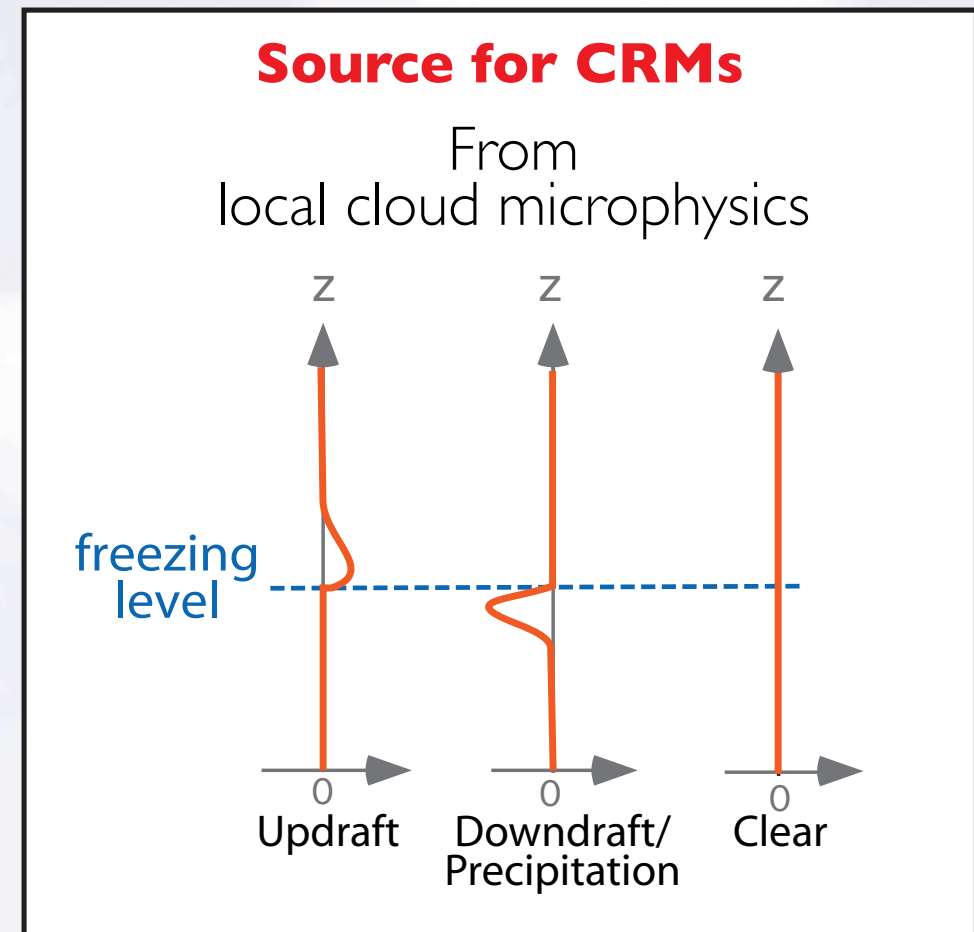 Source for CRMs
From
local cloud microphysics
z z z
freezing
level
0 0 0
Updraft Downdraft/ Clear
Precipitation